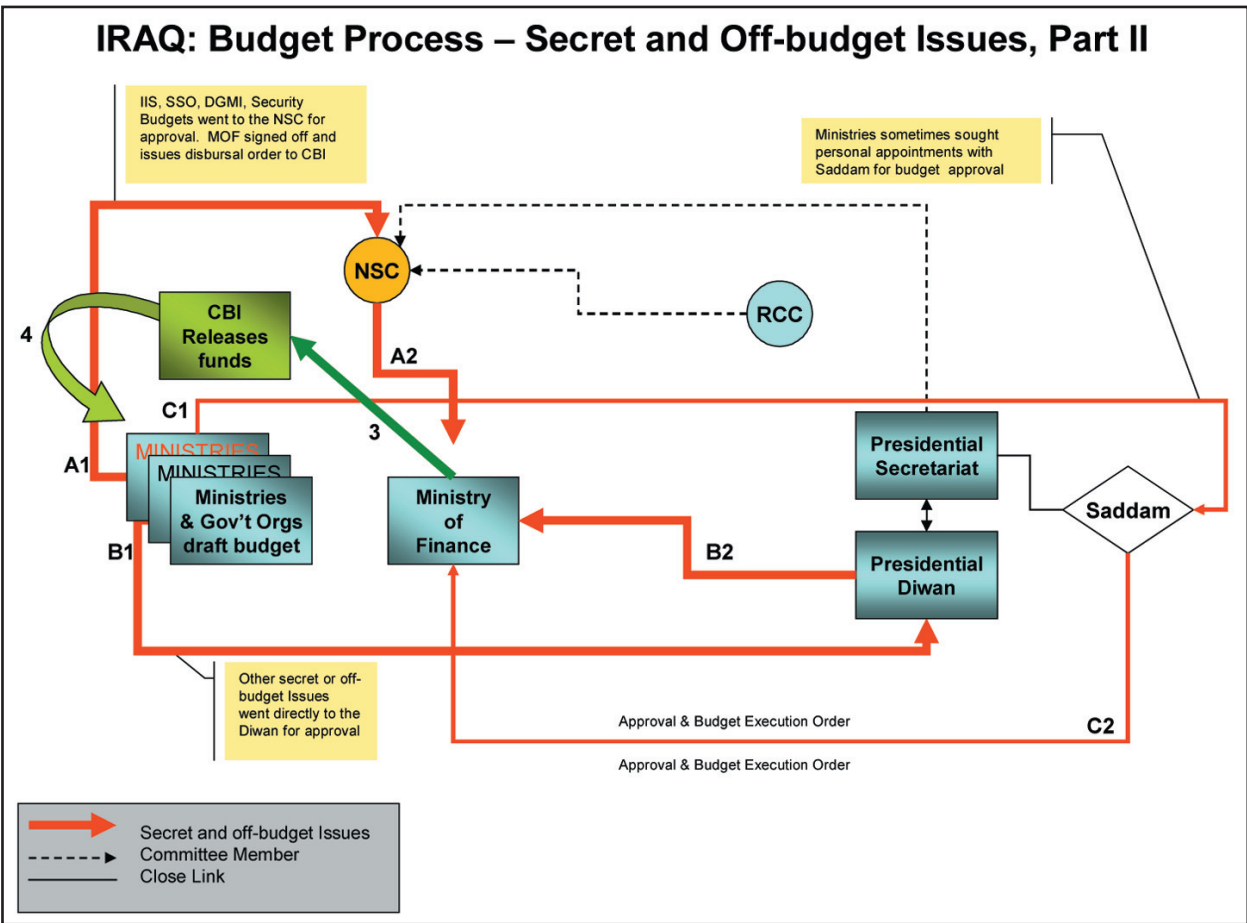 IRAQ: Budget Process – Secret and Off-budget Issues, Part II
IIS, SSO, DGMI, Security
Budgets went to the NSC for
approval. MOF signed off and
issues disbursal order to CBI
Ministries sometimes sought
personal appointments with
Saddam for budget approval
NSC
RCC
CBI
Releases
funds
4
A2
C1
3
A1
MINISTRIES
MINISTRIES
Ministries
& Gov't Orgs
draft budget
B1
Ministry
of
Finance
B2
Presidential
Secretariat
Saddam
Presidential
Diwan
Other secret or off-
budget Issues
went directly to the
Diwan for approval
Approval & Budget Execution Order
C2
Approval & Budget Execution Order
Secret and off-budget Issues
Committee Member
Close Link